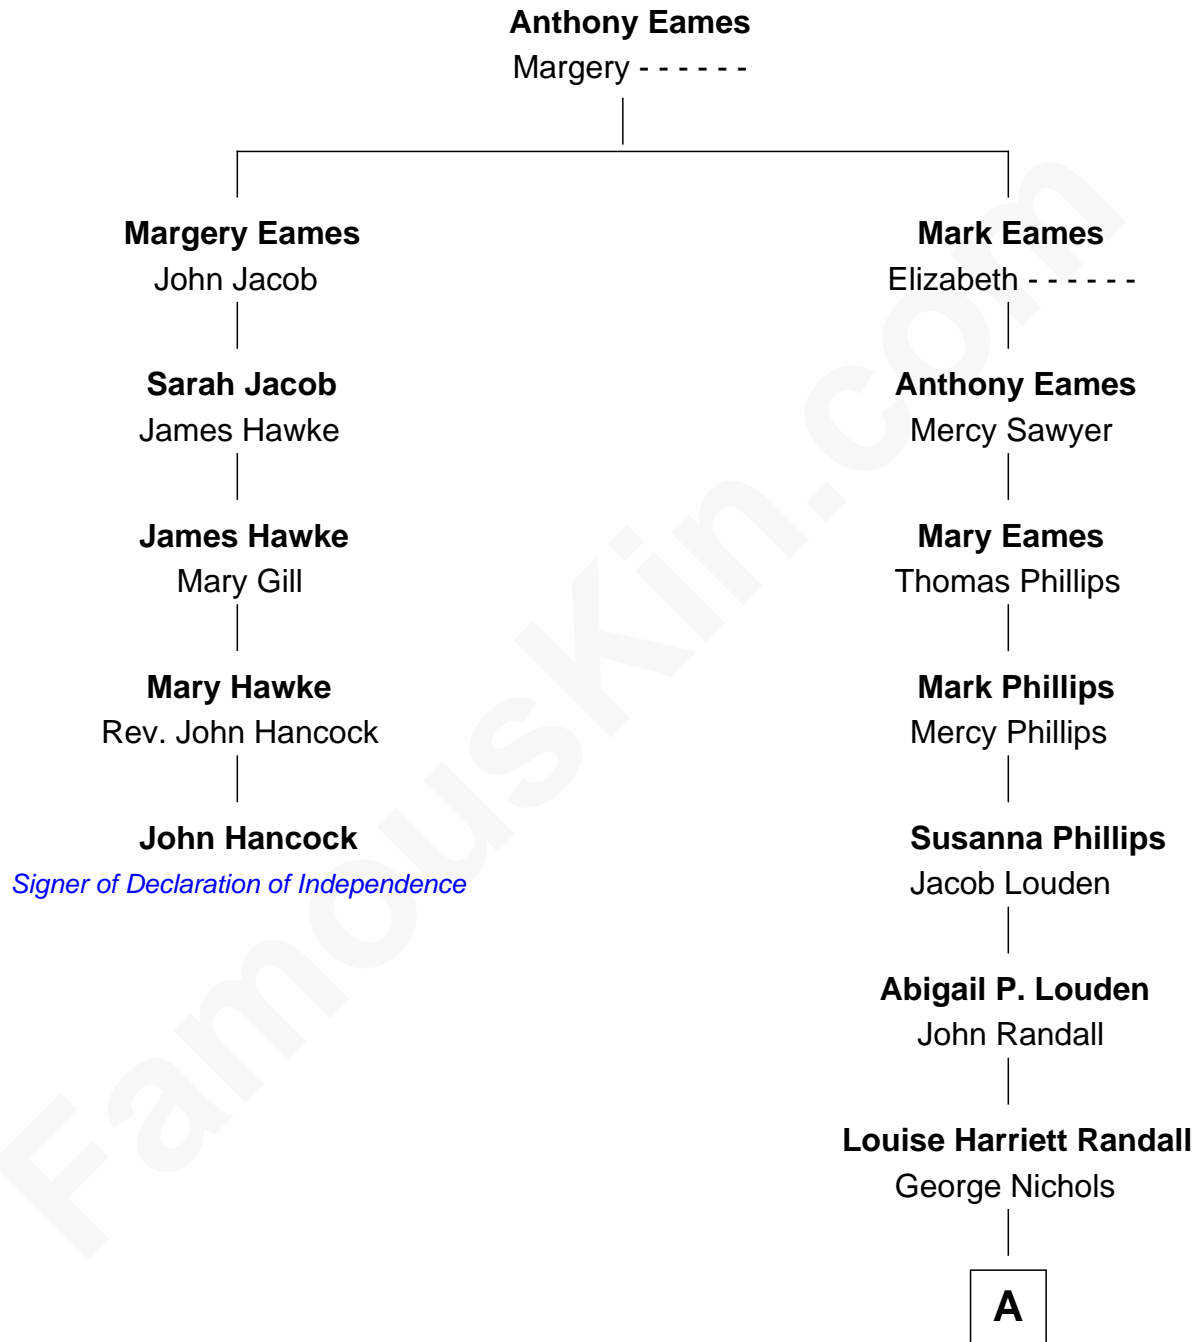 Anthony Eames
Margery - - - - - -
Margery Eames
John Jacob
Sarah Jacob
James Hawke
James Hawke
Mary Gill
Mary Hawke
Rev. John Hancock
John Hancock
Signer of Declaration of Independence
Mark Eames
Elizabeth - - - - - -
Anthony Eames
Mercy Sawyer
Mary Eames
Thomas Phillips
Mark Phillips
Mercy Phillips
Susanna Phillips
Jacob Louden
Abigail P. Louden
John Randall
Louise Harriett Randall
George Nichols
A
FamousKin.com